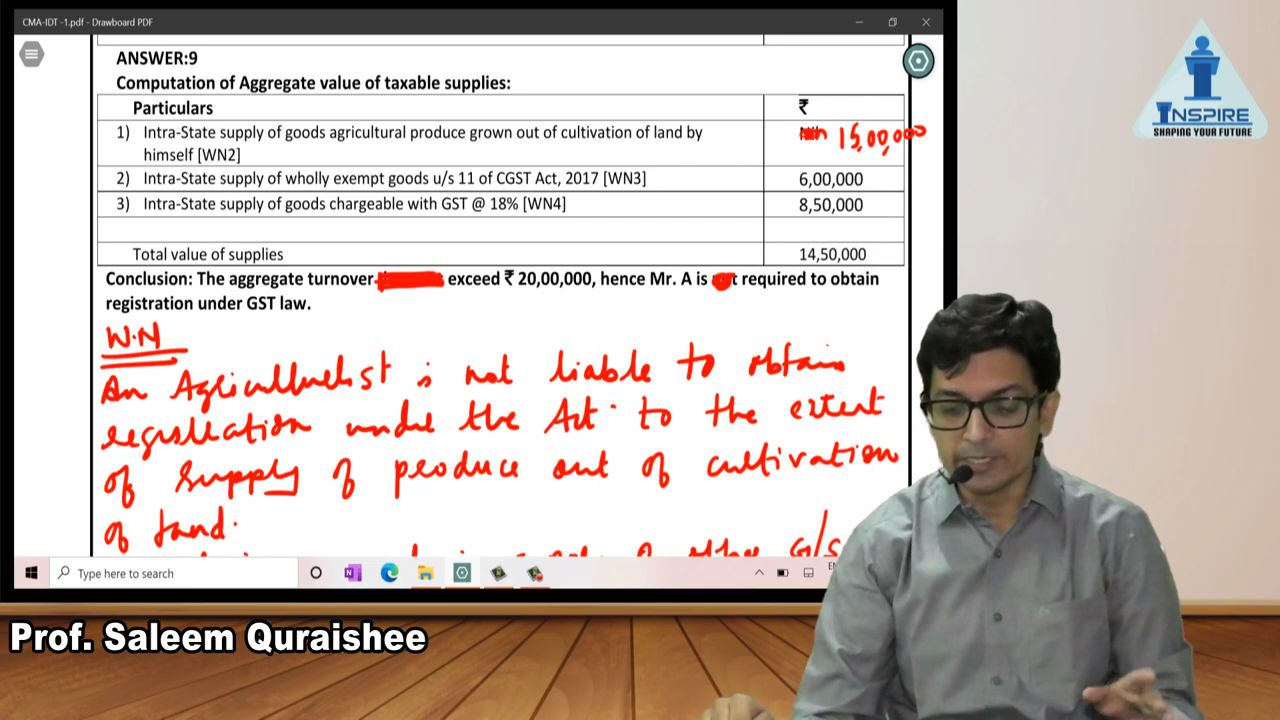 CMA-IDT -1.pdf - Drawboard PDF
ANSWER:9
Computation of Aggregate value of taxable supplies:
Particulars ₹
1) Intra-State supply of goods agricultural produce grown out of cultivation of land by himself [WN2] 15,00,000
2) Intra-State supply of wholly exempt goods u/s 11 of CGST Act, 2017 [WN3] 6,00,000
3) Intra-State supply of goods chargeable with GST @ 18% [WN4] 8,50,000
Total value of supplies 14,50,000
Conclusion: The aggregate turnover exceed ₹ 20,00,000, hence Mr. A is required to obtain
registration under GST law.
W.N
An Agriculturist is not liable to obtain
registration under the Act to the extent
of supply of produce out of cultivation
of land.
of other G/S
Type here to search
INSPIRE
SHAPING YOUR FUTURE
Prof. Saleem Quraishee